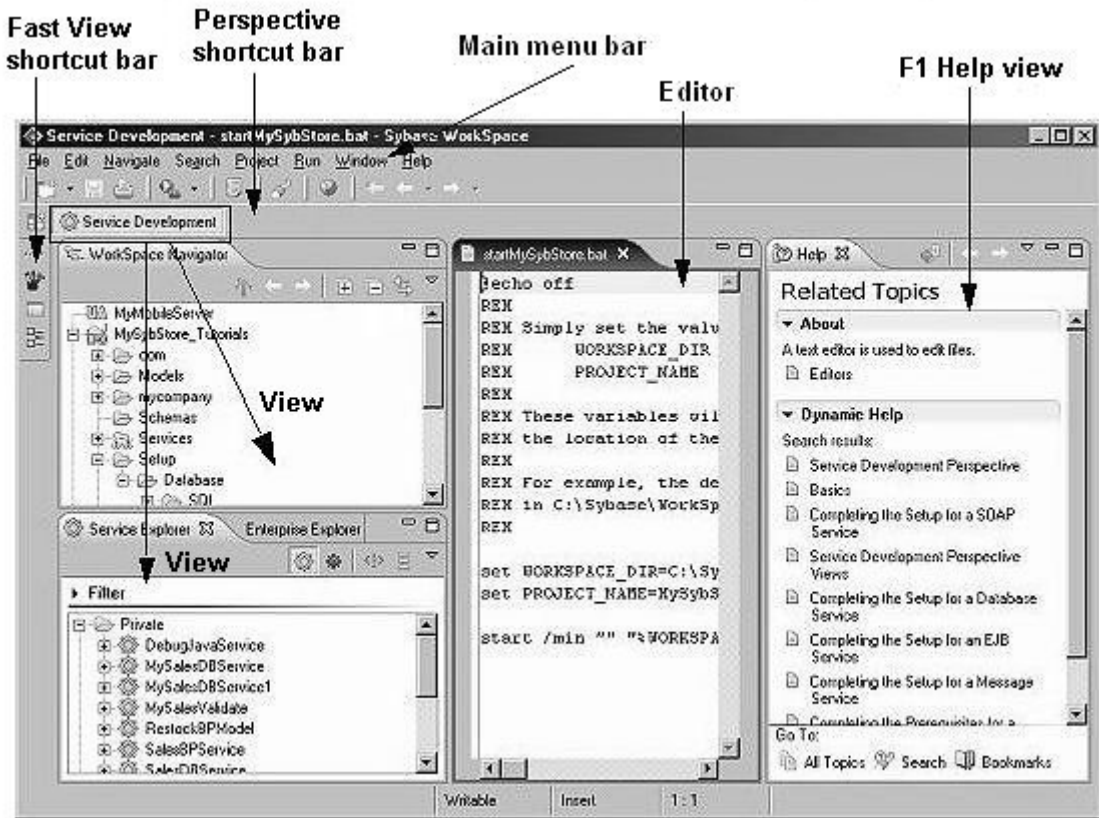 Fast View
shortcut bar
Perspective
shortcut bar
Main menu bar
Editor
F1 Help view
Service Development - startMySybStore.bat - Sybase WorkSpace
File Edit Navigate Search Project Run Window Help
Service Development
WorkSpace Navigator
MyMobileServer
MySybStore_Tutorials
com
Models
mycompany
Schemas
Services
Setup
Database
SQL
View
Service Explorer
Enterprise Explorer
View
Filter
Private
DebugJavaService
MySalesDBService
MySalesDBService1
MySalesValidate
RestockBPModel
SalesBPService
SalesDBService
startMySybStore.bat
@echo off
REM
REM Simply set the valu
REM WORKSPACE_DIR
REM PROJECT_NAME
REM
REM These variables wil
REM the location of the
REM
REM For example, the de
REM in C:\Sybase\WorkSp
REM
set WORKSPACE_DIR=C:\Sy
set PROJECT_NAME=MySybS
start /min "" "%WORKSPA
Help
Related Topics
About
A text editor is used to edit files.
Editors
Dynamic Help
Search results:
Service Development Perspective
Basics
Completing the Setup for a SOAP
Service
Service Development Perspective
Views
Completing the Setup for a Database
Service
Completing the Setup for an EJB
Service
Completing the Setup for a Message
Service
Completing the Prerequisites for a
Go To:
All Topics Search Bookmarks
Writable Insert 1 : 1